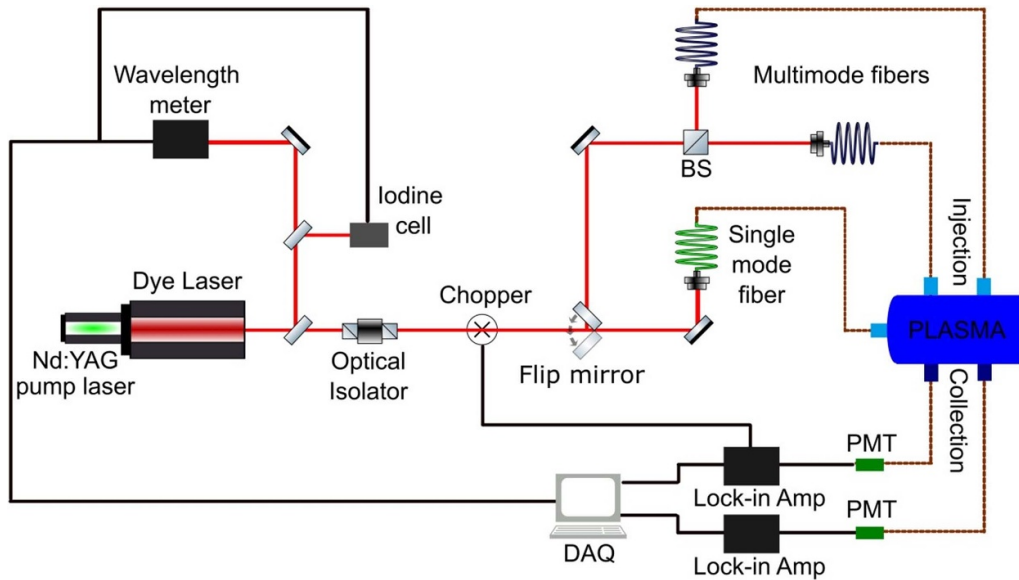 Wavelength
meter
Multimode fibers
BS
Iodine
cell
Injection
Single
mode
fiber
Dye Laser
Chopper
PLASMA
Nd:YAG
pump laser
Optical
Isolator
Flip mirror
Collection
PMT
Lock-in Amp
PMT
DAQ
Lock-in Amp